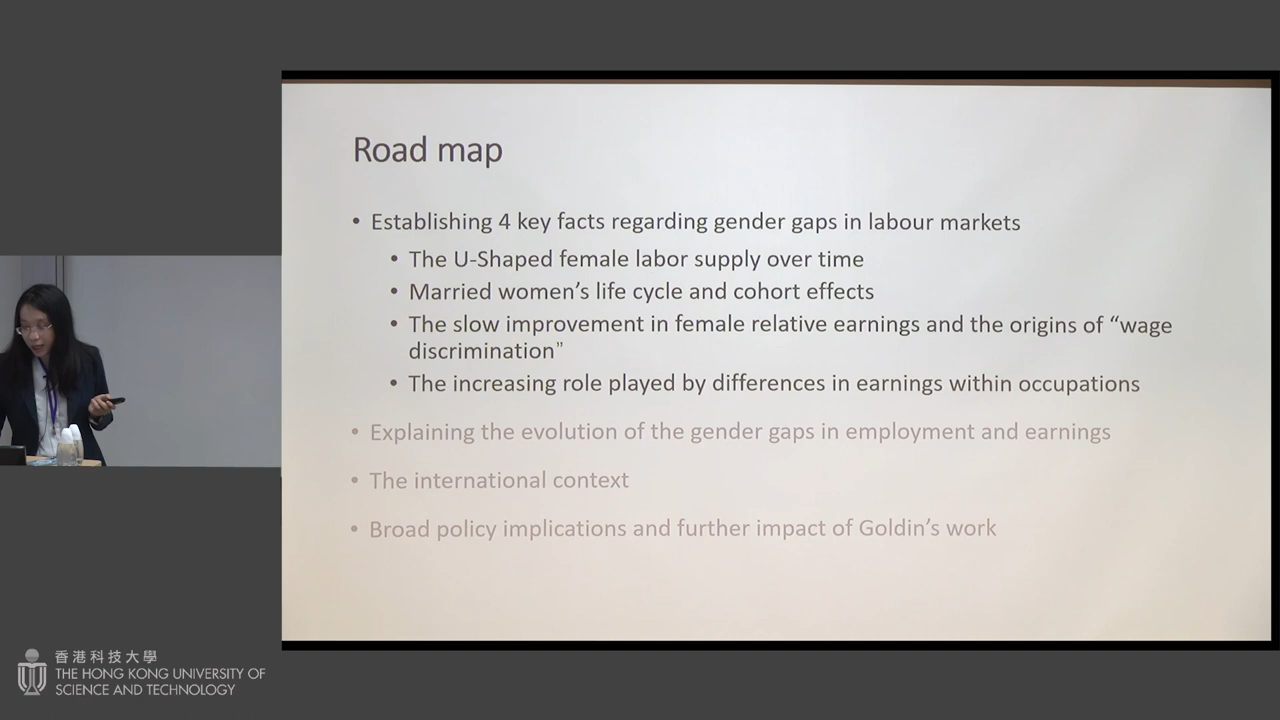 Road map
• Establishing 4 key facts regarding gender gaps in labour markets
• The U-Shaped female labor supply over time
• Married women's life cycle and cohort effects
• The slow improvement in female relative earnings and the origins of “wage
discrimination”
• The increasing role played by differences in earnings within occupations
• Explaining the evolution of the gender gaps in employment and earnings
• The international context
• Broad policy implications and further impact of Goldin’s work
香港科技大學
THE HONG KONG UNIVERSITY OF
SCIENCE AND TECHNOLOGY